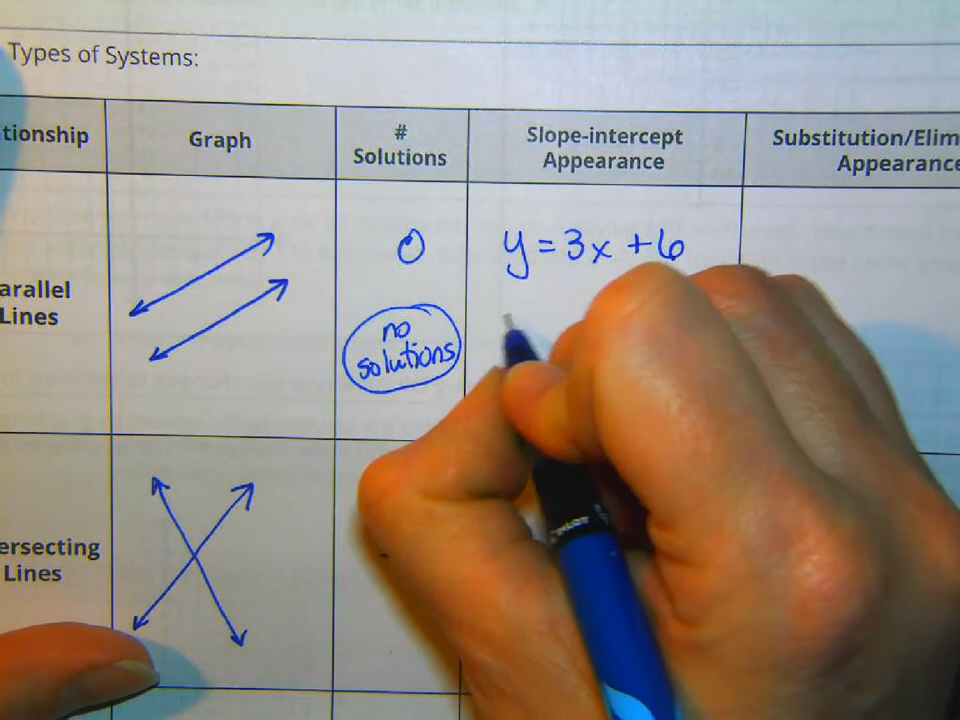 Types of Systems:
tionship
Graph
#
Solutions
Slope-intercept
Appearance
Substitution/Elim
Appearance
arallel
Lines
0
no
solutions
y = 3x + 6
ersecting
Lines